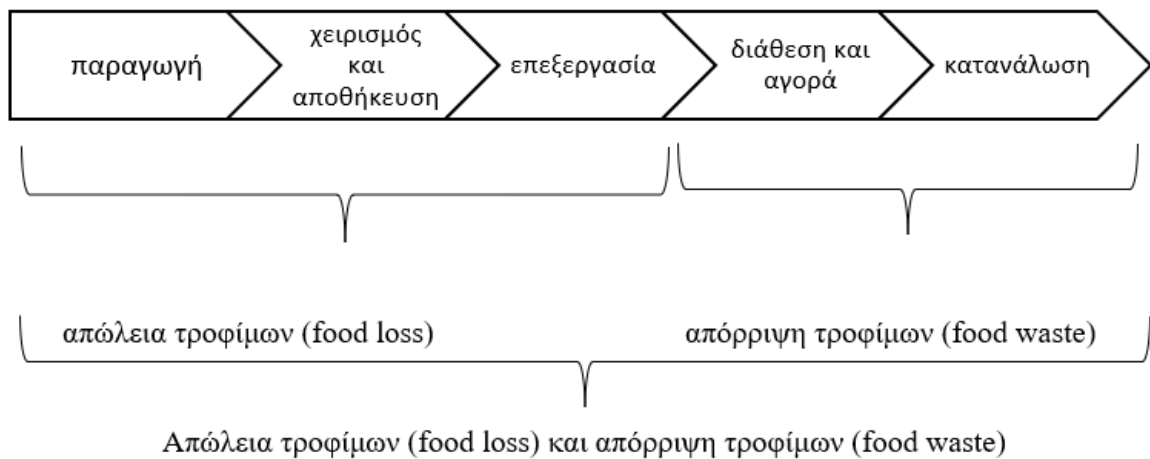 παραγωγή
χειρισμός
και
αποθήκευση
επεξεργασία
διάθεση και
αγορά
κατανάλωση
απώλεια τροφίμων (food loss)
απόρριψη τροφίμων (food waste)
Απώλεια τροφίμων (food loss) και απόρριψη τροφίμων (food waste)